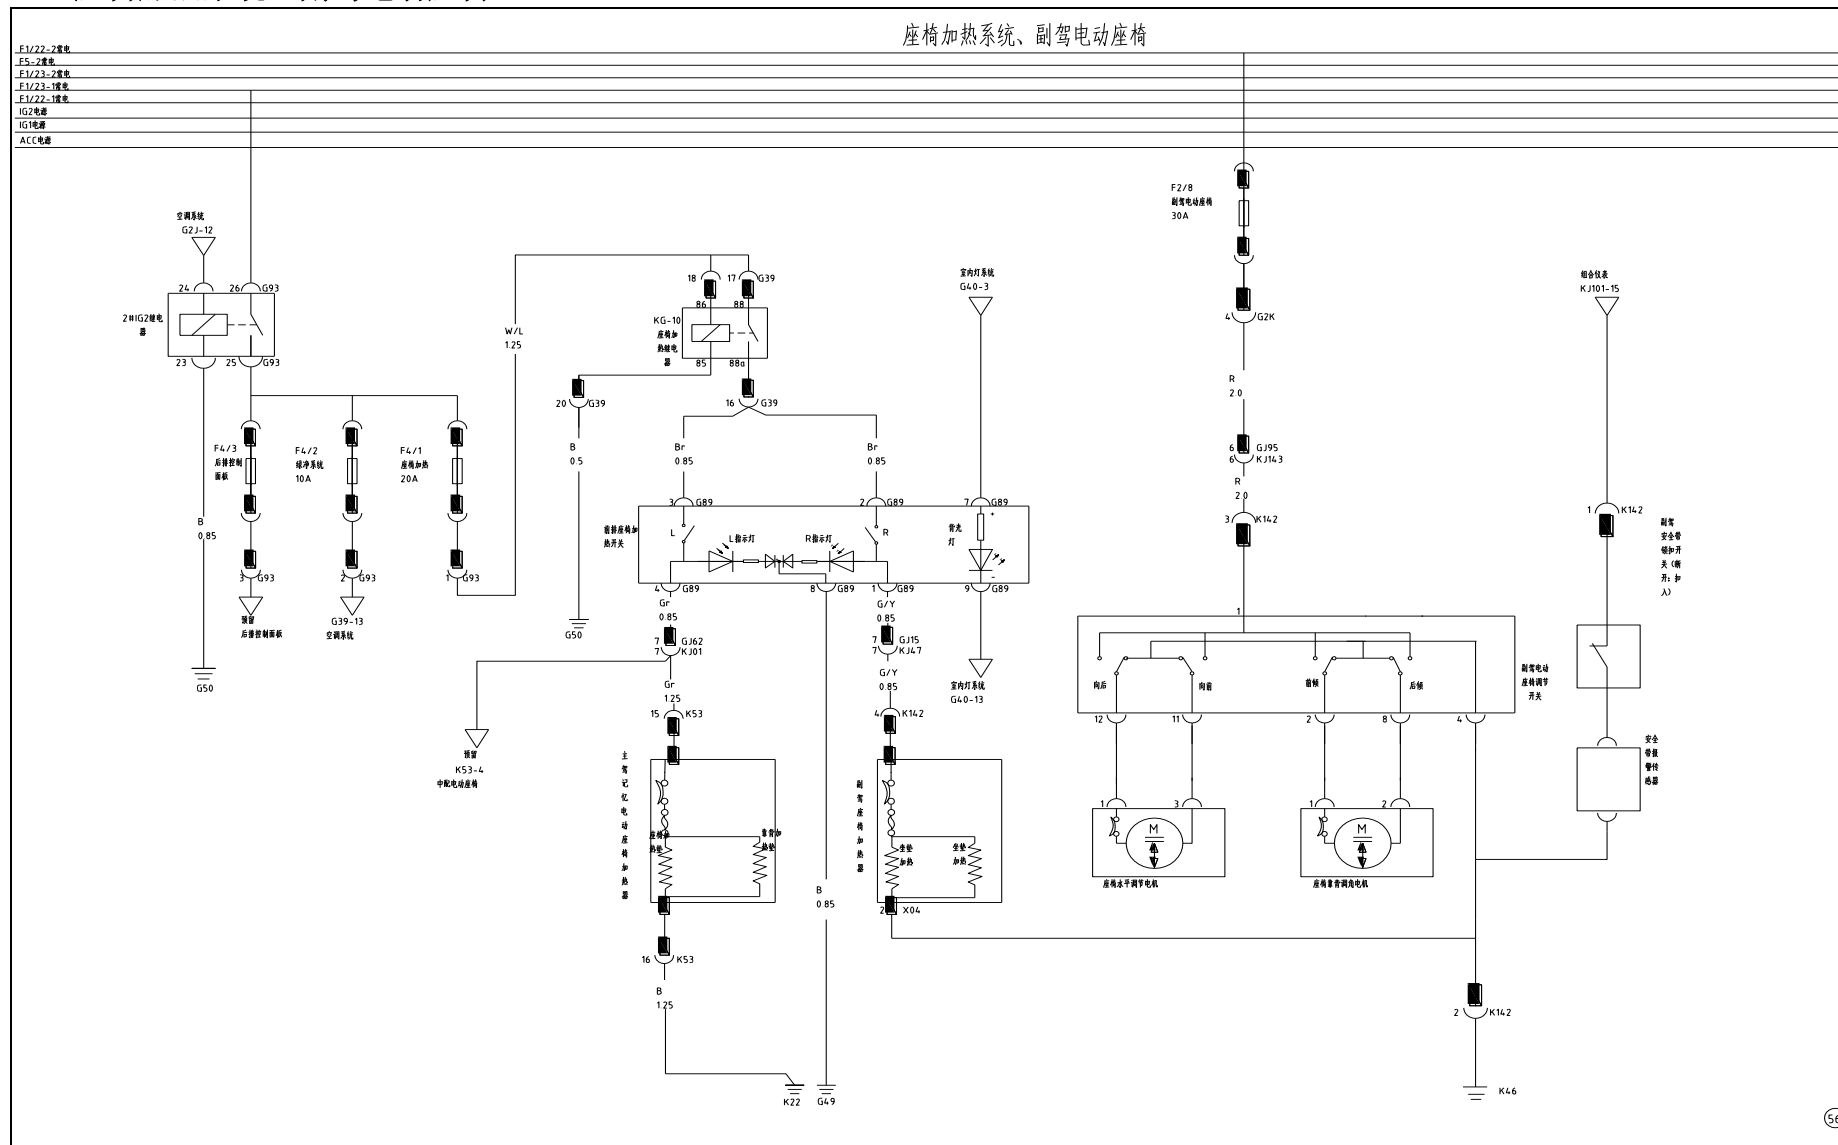 座椅加热系统、副驾电动座椅
F1/22-2常电
F5-2常电
F1/23-2常电
F1/23-1常电
F1/22-1常电
IG2电源
IG1电源
ACC电源
空调系统
G2J-12
24
26
G93
2#IG2继电
器
23
25
G93
B
0.85
G50
F4/3
后排控制
面板
F4/2
绿净系统
10A
F4/1
座椅加热
20A
3
G93
2
G93
1
G93
预留
后排控制面板
G39-13
空调系统
W/L
1.25
18
17
G39
86
88
KG-10
座椅加
热继电
器
85
88a
20
G39
16
G39
B
0.5
G50
Br
0.85
Br
0.85
室内灯系统
G40-3
3
G89
2
G89
7
G89
前排座椅加
热开关
L
L指示灯
R指示灯
R
背光
灯
+
-
4
G89
8
G89
1
G89
9
G89
Gr
0.85
G/Y
0.85
7
GJ62
7
KJ01
7
GJ15
7
KJ47
Gr
1.25
G/Y
0.85
室内灯系统
G40-13
15
K53
4
K142
预留
K53-4
中配电动座椅
主驾记忆电动座椅加热器
座椅加
热垫
靠背加
热垫
副驾座椅加热器
坐垫
加热
坐垫
加热
2
X04
16
K53
B
1.25
K22
B
0.85
G49
F2/8
副驾电动座椅
30A
4
G2K
R
2.0
6
GJ95
6
KJ143
R
2.0
3
K142
1
向后
向前
前倾
后倾
副驾电动
座椅调节
开关
12
11
2
8
4
1
3
1
2
M
M
座椅水平调节电机
座椅靠背调角电机
组合仪表
KJ101-15
1
K142
副驾
安全带
锁扣开
关（断
开：扣
入）
安全
带报
警传
感器
2
K142
K46
56